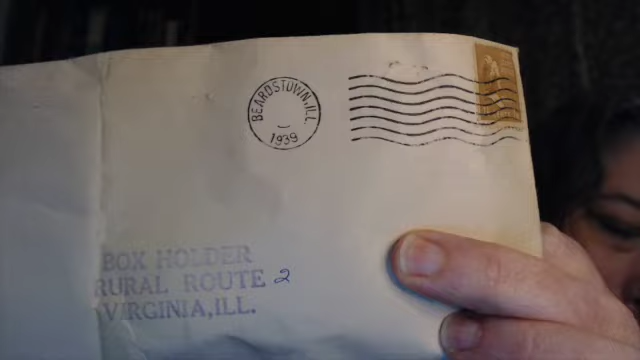 BEARDSTOWN, ILL.
1939
BOX HOLDER
RURAL ROUTE 2
VIRGINIA, ILL.